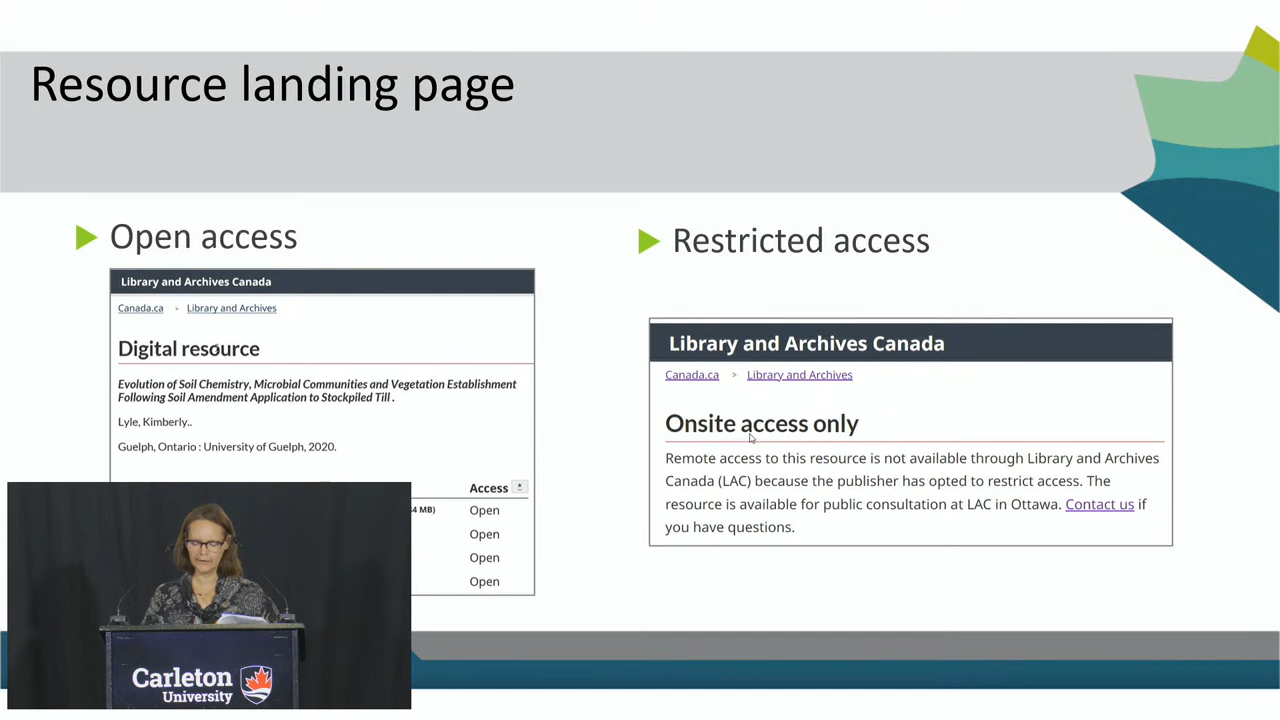 Resource landing page
Open access
Library and Archives Canada
Canada.ca > Library and Archives
Digital resource
Evolution of Soil Chemistry, Microbial Communities and Vegetation Establishment
Following Soil Amendment Application to Stockpiled Till .
Lyle, Kimberly..
Guelph, Ontario : University of Guelph, 2020.
Access
4 MB) Open
Open
Open
Open
Restricted access
Library and Archives Canada
Canada.ca > Library and Archives
Onsite access only
Remote access to this resource is not available through Library and Archives
Canada (LAC) because the publisher has opted to restrict access. The
resource is available for public consultation at LAC in Ottawa. Contact us if
you have questions.
Carleton
University